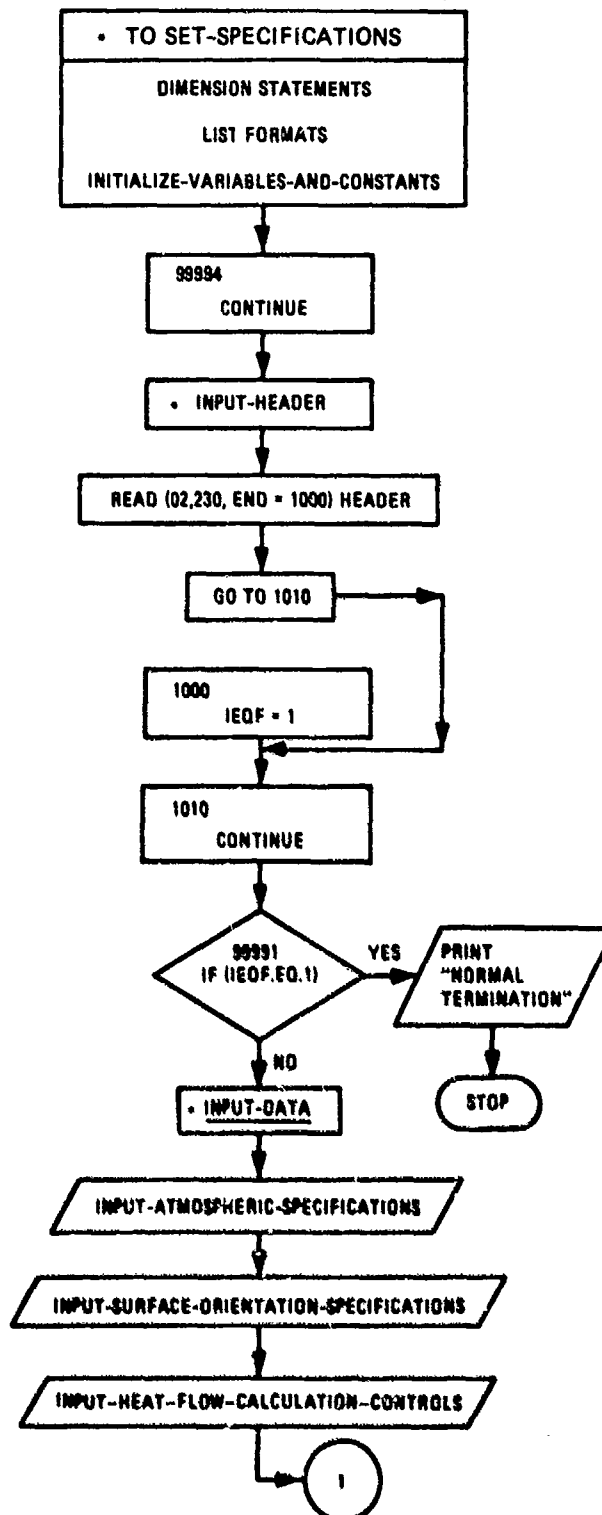 • TO SET-SPECIFICATIONS
DIMENSION STATEMENTS
LIST FORMATS
INITIALIZE-VARIABLES-AND-CONSTANTS
99994
CONTINUE
• INPUT-HEADER
READ (02,230, END = 1000) HEADER
GO TO 1010
1000
IEOF = 1
1010
CONTINUE
99991
IF (IEOF.EQ.1)
YES
PRINT
"NORMAL
TERMINATION"
NO
STOP
• INPUT-DATA
INPUT-ATMOSPHERIC-SPECIFICATIONS
INPUT-SURFACE-ORIENTATION-SPECIFICATIONS
INPUT-HEAT-FLOW-CALCULATION-CONTROLS
1